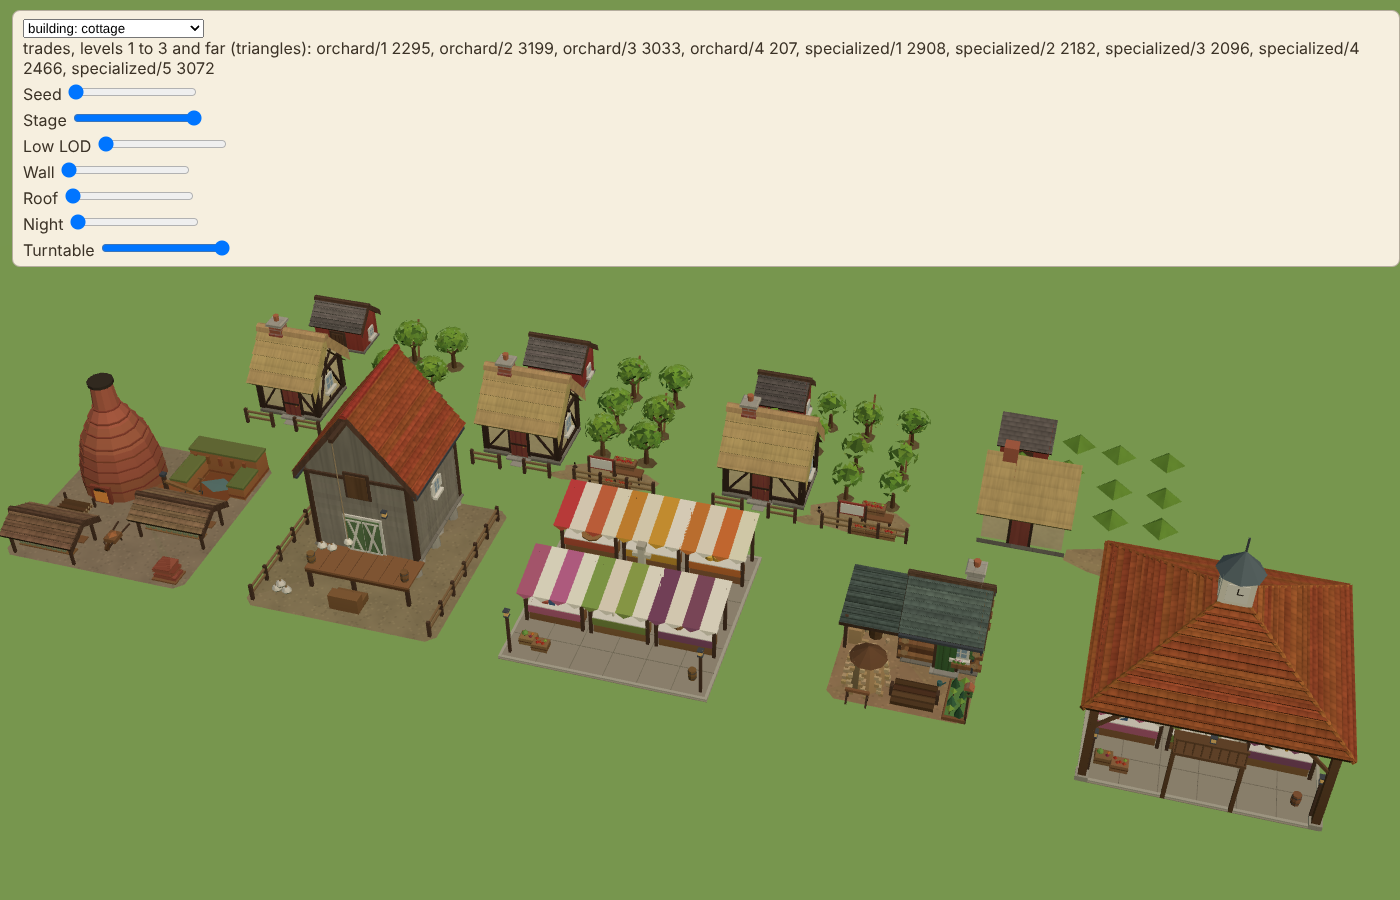 building: cottage
trades, levels 1 to 3 and far (triangles): orchard/1 2295, orchard/2 3199, orchard/3 3033, orchard/4 207, specialized/1 2908, specialized/2 2182, specialized/3 2096, specialized/4
2466, specialized/5 3072
Seed
Stage
Low LOD
Wall
Roof
Night
Turntable